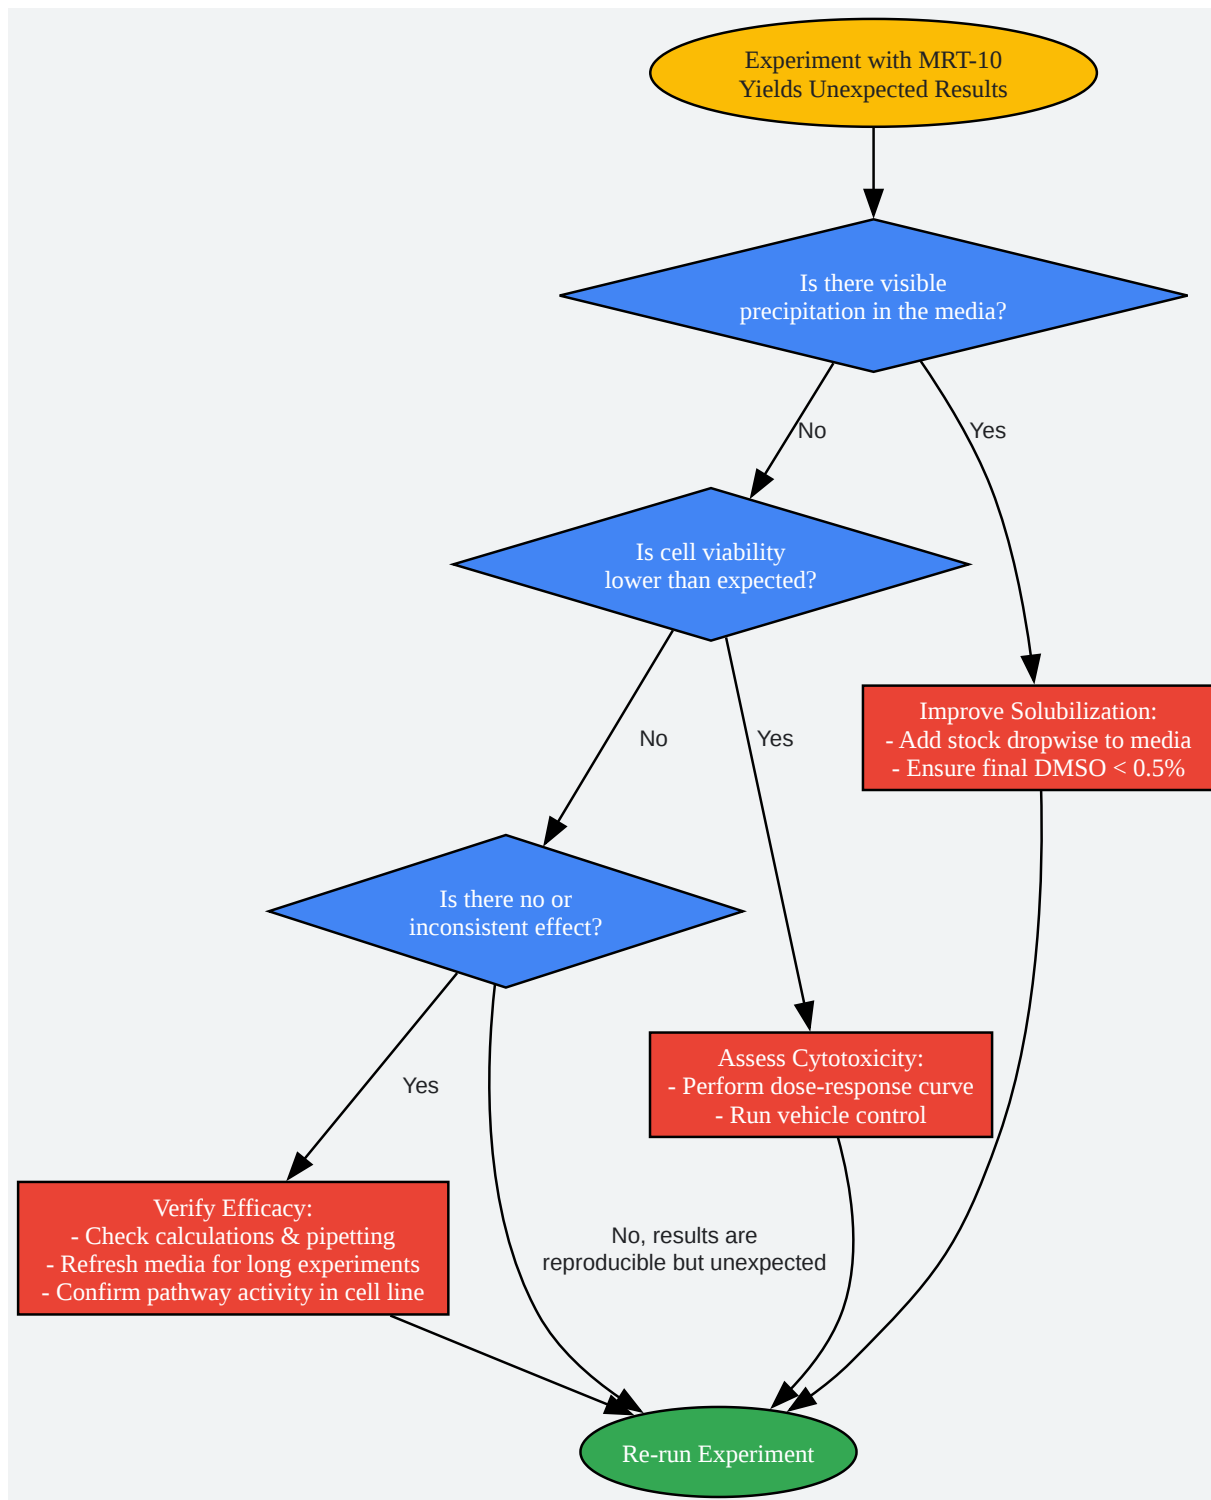 Experiment with MRT-10
Yields Unexpected Results
Is there visible
precipitation in the media?
No
Yes
Is cell viability
lower than expected?
No
Yes
Improve Solubilization:
- Add stock dropwise to media
- Ensure final DMSO < 0.5%
Is there no or
inconsistent effect?
Yes
Assess Cytotoxicity:
- Perform dose-response curve
- Run vehicle control
Verify Efficacy:
- Check calculations & pipetting
- Refresh media for long experiments
- Confirm pathway activity in cell line
No, results are
reproducible but unexpected
Re-run Experiment